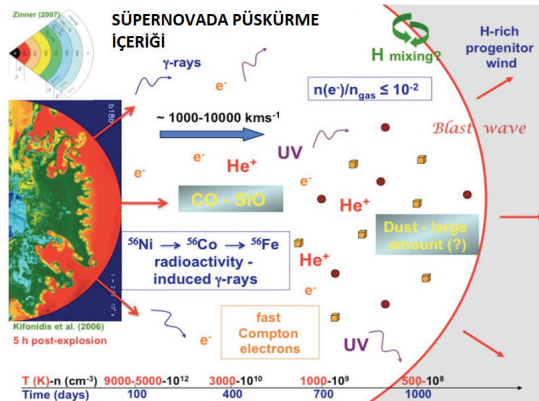 Zinner (2007)
SÜPERNOVADA PÜSKÜRME
İÇERİĞİ
γ-rays
e-
H
mixing?
H-rich
progenitor
wind
n(e-)/ngas ≤ 10-2
~ 1000-10000 kms-1
UV
Blast wave
e-
e-
He+
e-
CO - SiO
He+
Dust - large
amount (?)
56Ni → 56Co → 56Fe
radioactivity -
induced γ-rays
He+
e-
Kifonidis et al. (2006)
5 h post-explosion
e-
fast
Compton
electrons
UV
T (K)-n (cm-3) 9000-5000-1012 3000-1010 1000-109 500-108
Time (days) 100 400 700 1000